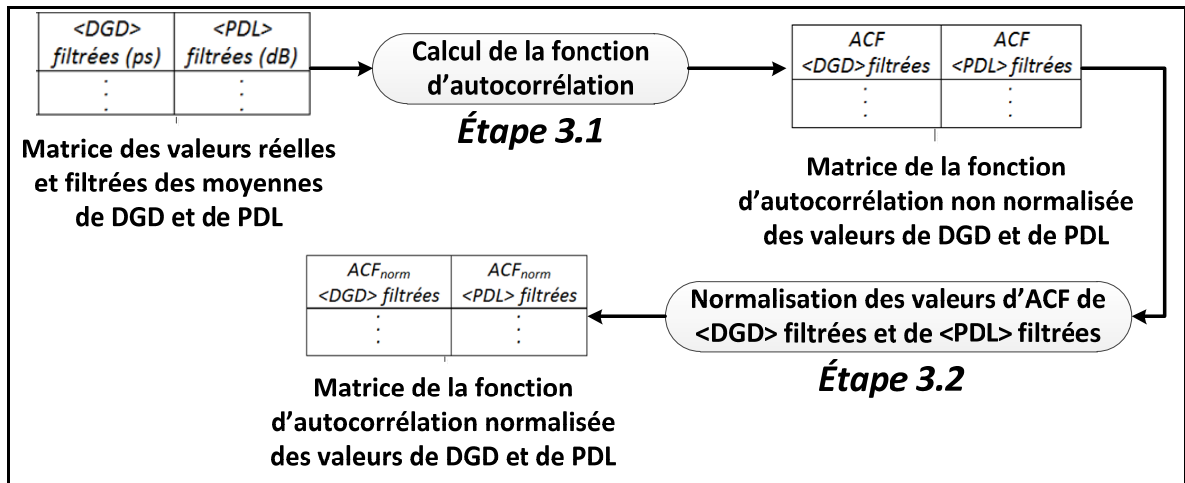 <DGD>
filtrées (ps)
<PDL>
filtrées (dB)
:
:
Matrice des valeurs réelles
et filtrées des moyennes
de DGD et de PDL
Calcul de la fonction
d'autocorrélation
Étape 3.1
ACF
<DGD> filtrées
ACF
<PDL> filtrées
:
:
Matrice de la fonction
d'autocorrélation non normalisée
des valeurs de DGD et de PDL
Normalisation des valeurs d'ACF de
<DGD> filtrées et de <PDL> filtrées
Étape 3.2
ACFnorm
<DGD> filtrées
ACFnorm
<PDL> filtrées
:
:
Matrice de la fonction
d'autocorrélation normalisée
des valeurs de DGD et de PDL